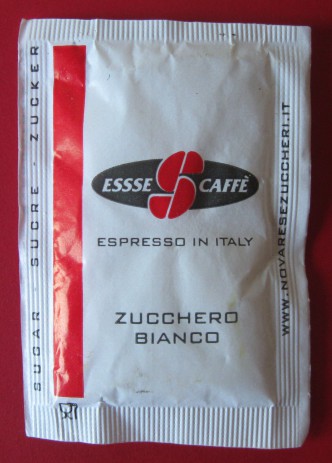 SUGAR - SUCRE - ZUCKER
ESSSE CAFFÈ
ESPRESSO IN ITALY
ZUCCHERO
BIANCO
WWW.NOVARESEZUCCHERI.IT